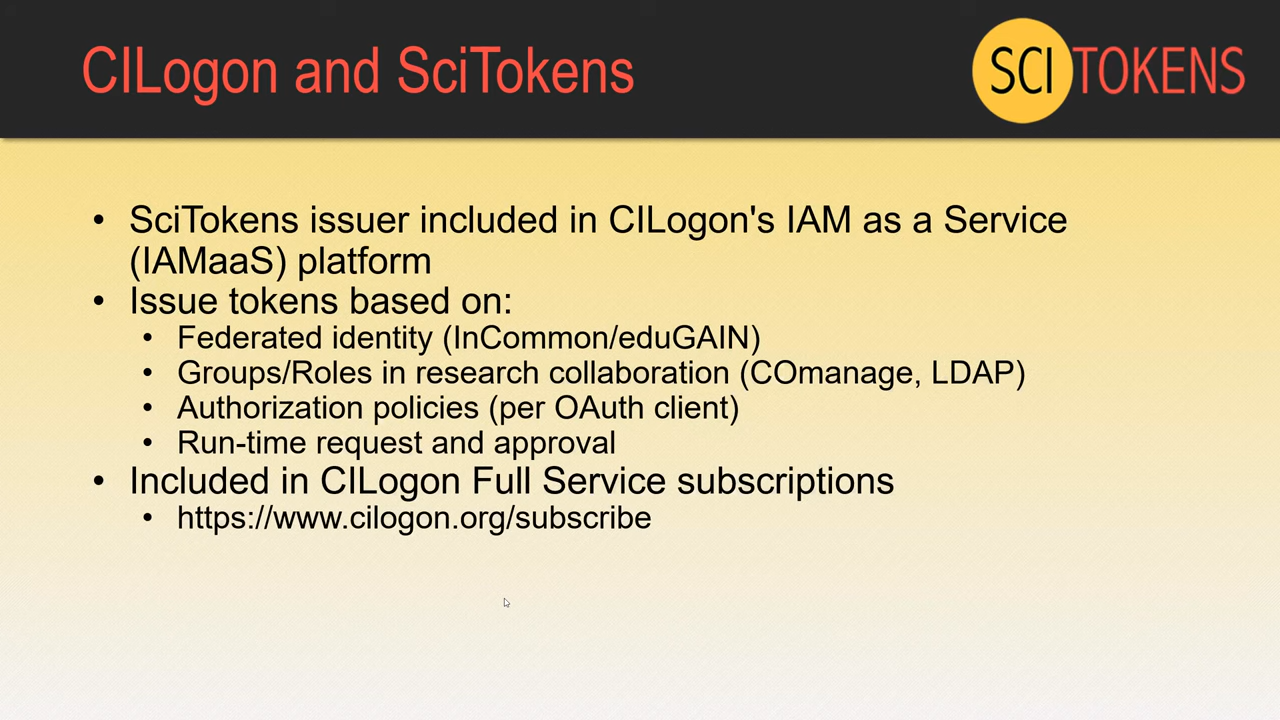 CILogon and SciTokens
SCITOKENS
• SciTokens issuer included in CILogon's IAM as a Service
(IAMaaS) platform
• Issue tokens based on:
• Federated identity (InCommon/eduGAIN)
• Groups/Roles in research collaboration (COmanage, LDAP)
• Authorization policies (per OAuth client)
• Run-time request and approval
• Included in CILogon Full Service subscriptions
• https://www.cilogon.org/subscribe